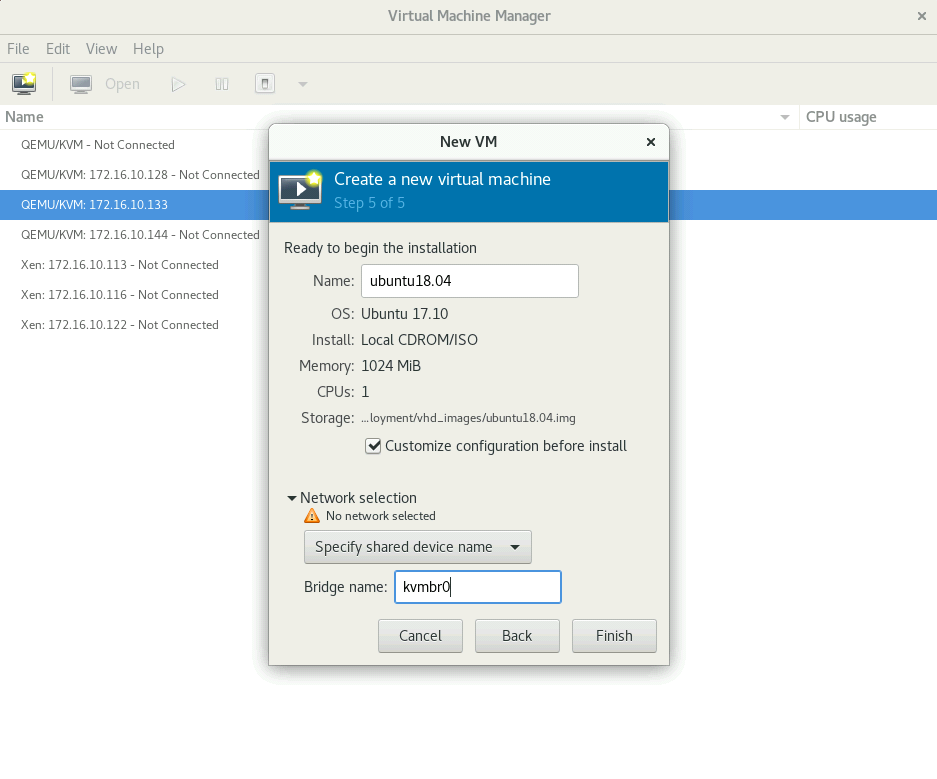 Virtual Machine Manager
File Edit View Help
Open
Name CPU usage
QEMU/KVM - Not Connected
QEMU/KVM: 172.16.10.128 - Not Connected
QEMU/KVM: 172.16.10.133
QEMU/KVM: 172.16.10.144 - Not Connected
Xen: 172.16.10.113 - Not Connected
Xen: 172.16.10.116 - Not Connected
Xen: 172.16.10.122 - Not Connected
New VM
Create a new virtual machine
Step 5 of 5
Ready to begin the installation
Name: ubuntu18.04
OS: Ubuntu 17.10
Install: Local CDROM/ISO
Memory: 1024 MiB
CPUs: 1
Storage: ...loyment/vhd_images/ubuntu18.04.img
Customize configuration before install
Network selection
No network selected
Specify shared device name
Bridge name: kvmbr0
Cancel Back Finish